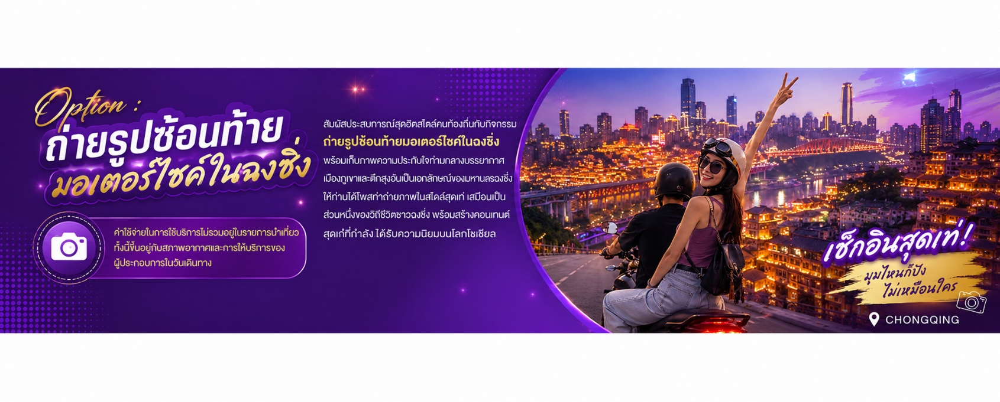 Option :
ถ่ายรูปซ้อนท้าย
มอเตอร์ไซค์ในฉงชิ่ง
ค่าใช้จ่ายในการใช้บริการไม่รวมอยู่ในรายการนำเที่ยว
ทั้งนี้ขึ้นอยู่กับสภาพอากาศและการให้บริการของ
ผู้ประกอบการในวันเดินทาง
สัมผัสประสบการณ์สุดฮิตสไตล์คนท้องถิ่นกับกิจกรรม
ถ่ายรูปซ้อนท้ายมอเตอร์ไซค์ในฉงชิ่ง
พร้อมเก็บภาพความประทับใจท่ามกลางบรรยากาศ
เมืองภูเขาและตึกสูงอันเป็นเอกลักษณ์ของมหานครฉงชิ่ง
ให้ท่านได้โพสท่าถ่ายภาพในสไตล์สุดเท่ เสมือนเป็น
ส่วนหนึ่งของวิถีชีวิตชาวฉงชิ่ง พร้อมสร้างคอนเทนต์
สุดเก๋ที่กำลังได้รับความนิยมบนโลกโซเชียล
เช็กอินสุดเท่!
มุมไหนก็ปัง
ไม่เหมือนใคร
CHONGQING